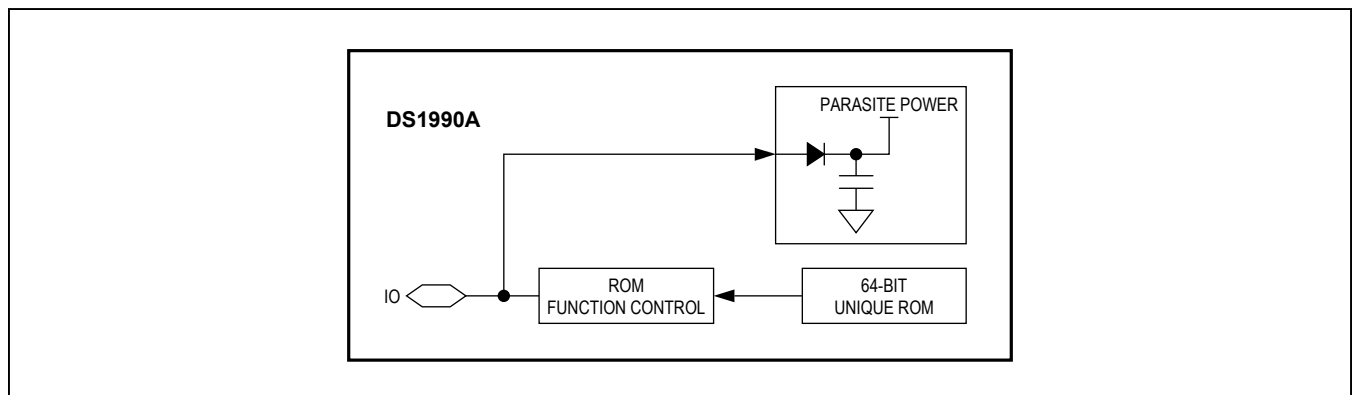 DS1990A
PARASITE POWER
IO
ROM
FUNCTION CONTROL
64-BIT
UNIQUE ROM